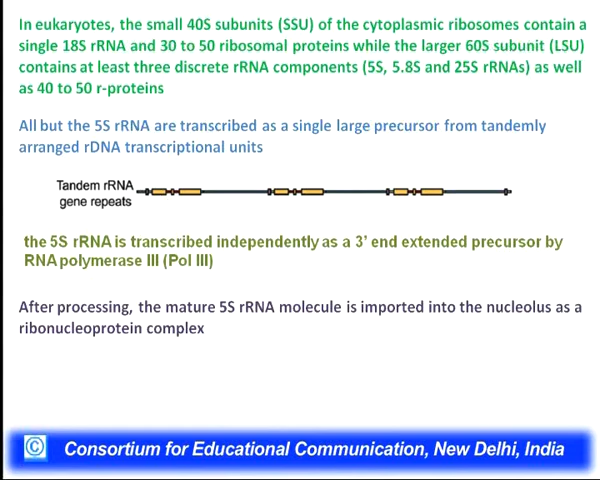 In eukaryotes, the small 40S subunits (SSU) of the cytoplasmic ribosomes contain a
single 18S rRNA and 30 to 50 ribosomal proteins while the larger 60S subunit (LSU)
contains at least three discrete rRNA components (5S, 5.8S and 25S rRNAs) as well
as 40 to 50 r-proteins
All but the 5S rRNA are transcribed as a single large precursor from tandemly
arranged rDNA transcriptional units
Tandem rRNA
gene repeats
the 5S rRNA is transcribed independently as a 3' end extended precursor by
RNA polymerase III (Pol III)
After processing, the mature 5S rRNA molecule is imported into the nucleolus as a
ribonucleoprotein complex
© Consortium for Educational Communication, New Delhi, India